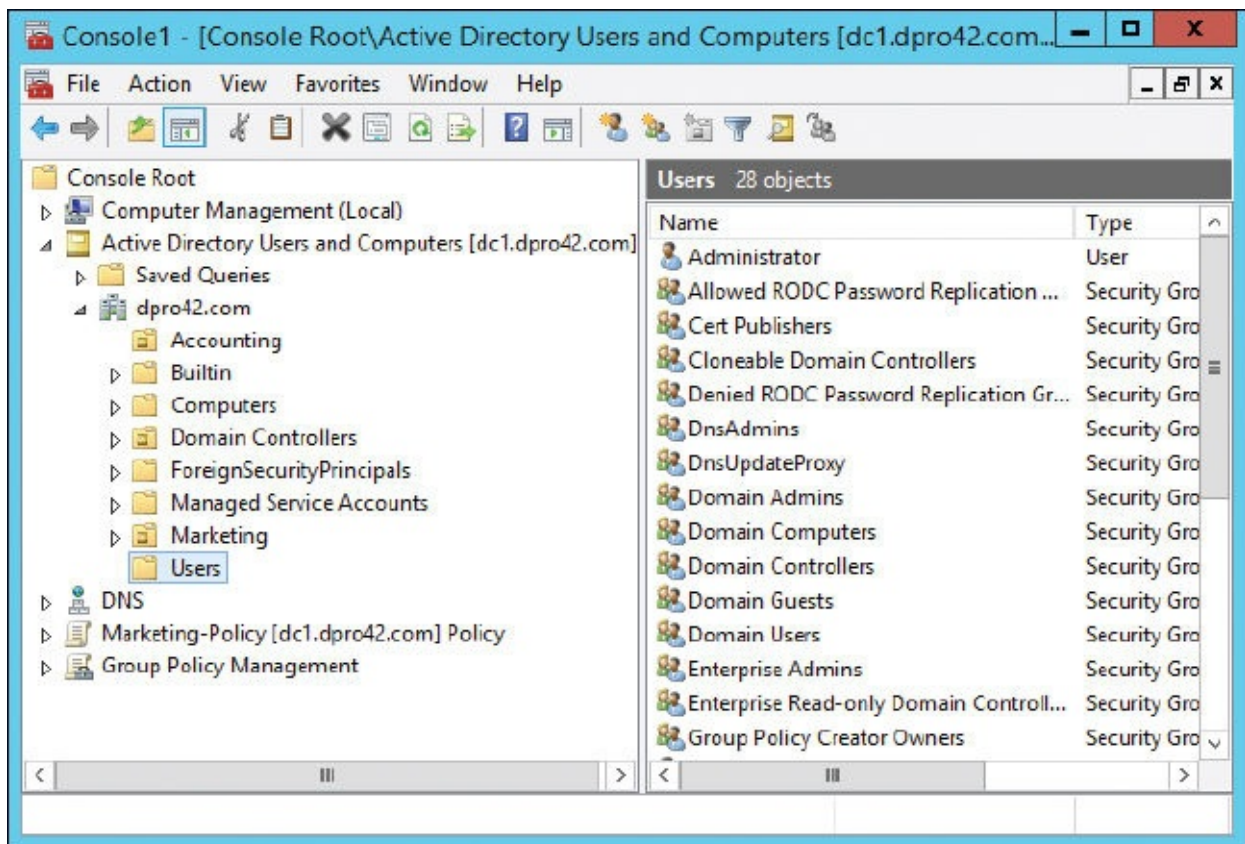 Console1 - [Console Root\Active Directory Users and Computers [dc1.dpro42.com...
File Action View Favorites Window Help
Console Root
Computer Management (Local)
Active Directory Users and Computers [dc1.dpro42.com]
Saved Queries
dpro42.com
Accounting
Builtin
Computers
Domain Controllers
ForeignSecurityPrincipals
Managed Service Accounts
Marketing
Users
DNS
Marketing-Policy [dc1.dpro42.com] Policy
Group Policy Management
Users 28 objects
Name Type
Administrator User
Allowed RODC Password Replication ... Security Gro
Cert Publishers Security Gro
Cloneable Domain Controllers Security Gro
Denied RODC Password Replication Gr... Security Gro
DnsAdmins Security Gro
DnsUpdateProxy Security Gro
Domain Admins Security Gro
Domain Computers Security Gro
Domain Controllers Security Gro
Domain Guests Security Gro
Domain Users Security Gro
Enterprise Admins Security Gro
Enterprise Read-only Domain Controll... Security Gro
Group Policy Creator Owners Security Gro